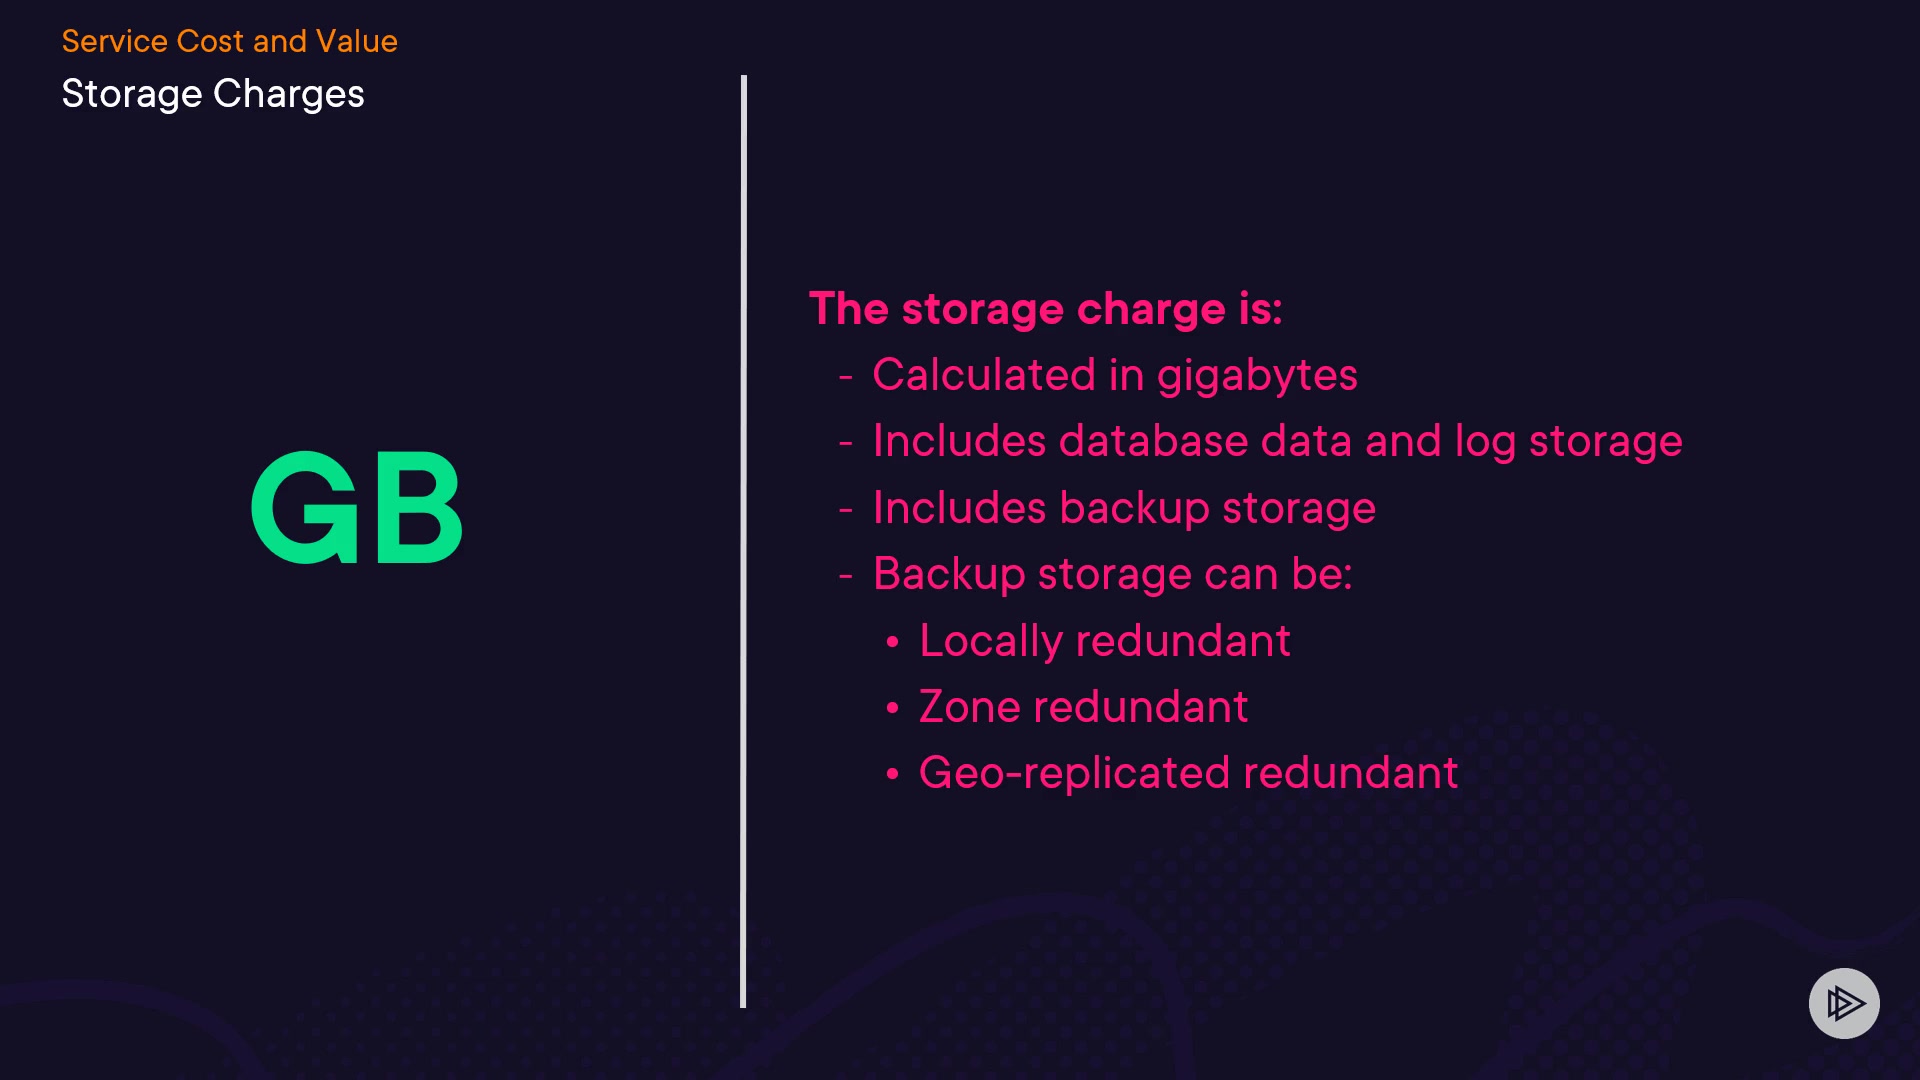 Service Cost and Value
Storage Charges
GB
The storage charge is:
- Calculated in gigabytes
- Includes database data and log storage
- Includes backup storage
- Backup storage can be:
• Locally redundant
• Zone redundant
• Geo-replicated redundant